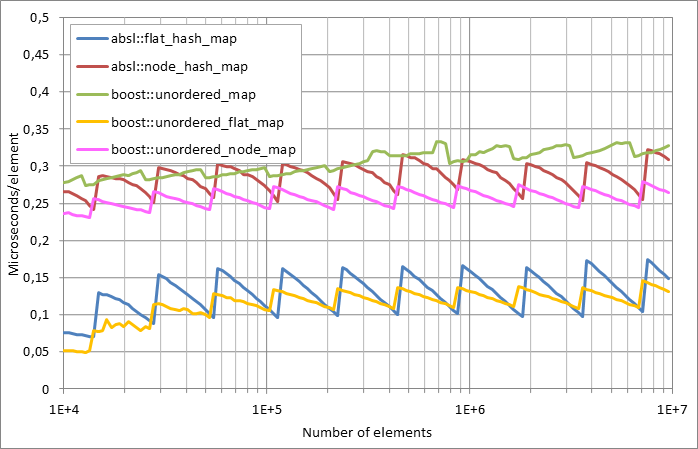 0,5
0,45
0,4
0,35
0,3
0,25
0,2
0,15
0,1
0,05
0
Microseconds/element
absl::flat_hash_map
absl::node_hash_map
boost::unordered_map
boost::unordered_flat_map
boost::unordered_node_map
1E+4 1E+5 1E+6 1E+7
Number of elements